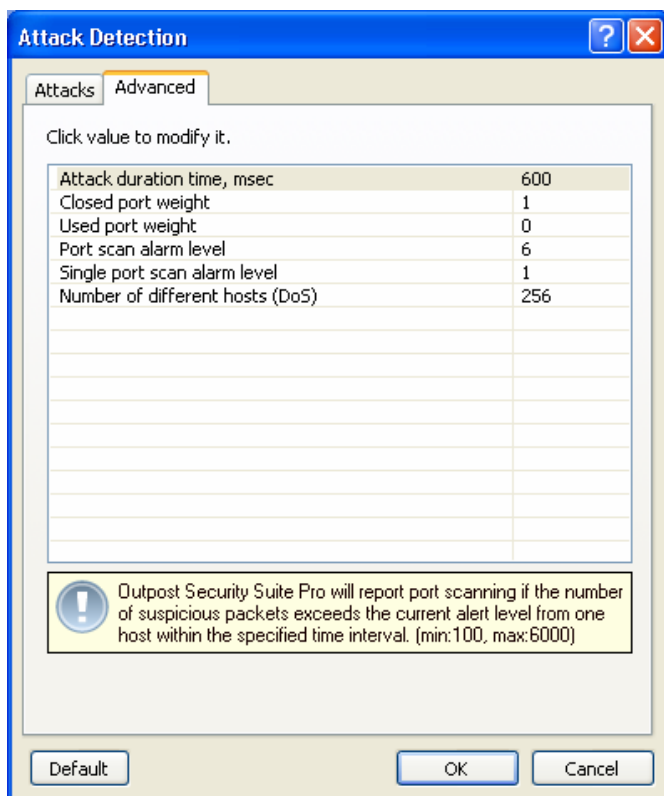 Attack Detection
Attacks Advanced
Click value to modify it.
Attack duration time, msec 600
Closed port weight 1
Used port weight 0
Port scan alarm level 6
Single port scan alarm level 1
Number of different hosts (DoS) 256
Outpost Security Suite Pro will report port scanning if the number
of suspicious packets exceeds the current alert level from one
host within the specified time interval. (min:100, max:6000)
Default OK Cancel